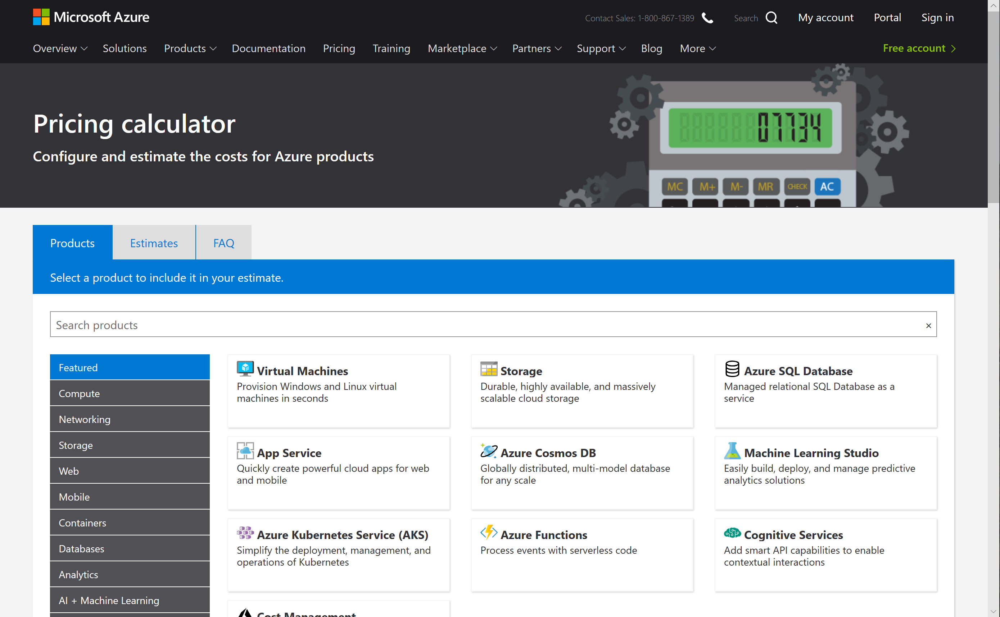 Microsoft Azure
Contact Sales: 1-800-867-1389
Search
My account
Portal
Sign in
Overview
Solutions
Products
Documentation
Pricing
Training
Marketplace
Partners
Support
Blog
More
Free account
Pricing calculator
Configure and estimate the costs for Azure products
07734
MC
M+
M-
MR
CHECK
AC
Products
Estimates
FAQ
Select a product to include it in your estimate.
Search products
Featured
Compute
Networking
Storage
Web
Mobile
Containers
Databases
Analytics
AI + Machine Learning
Virtual Machines
Provision Windows and Linux virtual
machines in seconds
Storage
Durable, highly available, and massively
scalable cloud storage
Azure SQL Database
Managed relational SQL Database as a
service
App Service
Quickly create powerful cloud apps for web
and mobile
Azure Cosmos DB
Globally distributed, multi-model database
for any scale
Machine Learning Studio
Easily build, deploy, and manage predictive
analytics solutions
Azure Kubernetes Service (AKS)
Simplify the deployment, management, and
operations of Kubernetes
Azure Functions
Process events with serverless code
Cognitive Services
Add smart API capabilities to enable
contextual interactions
Cost Management